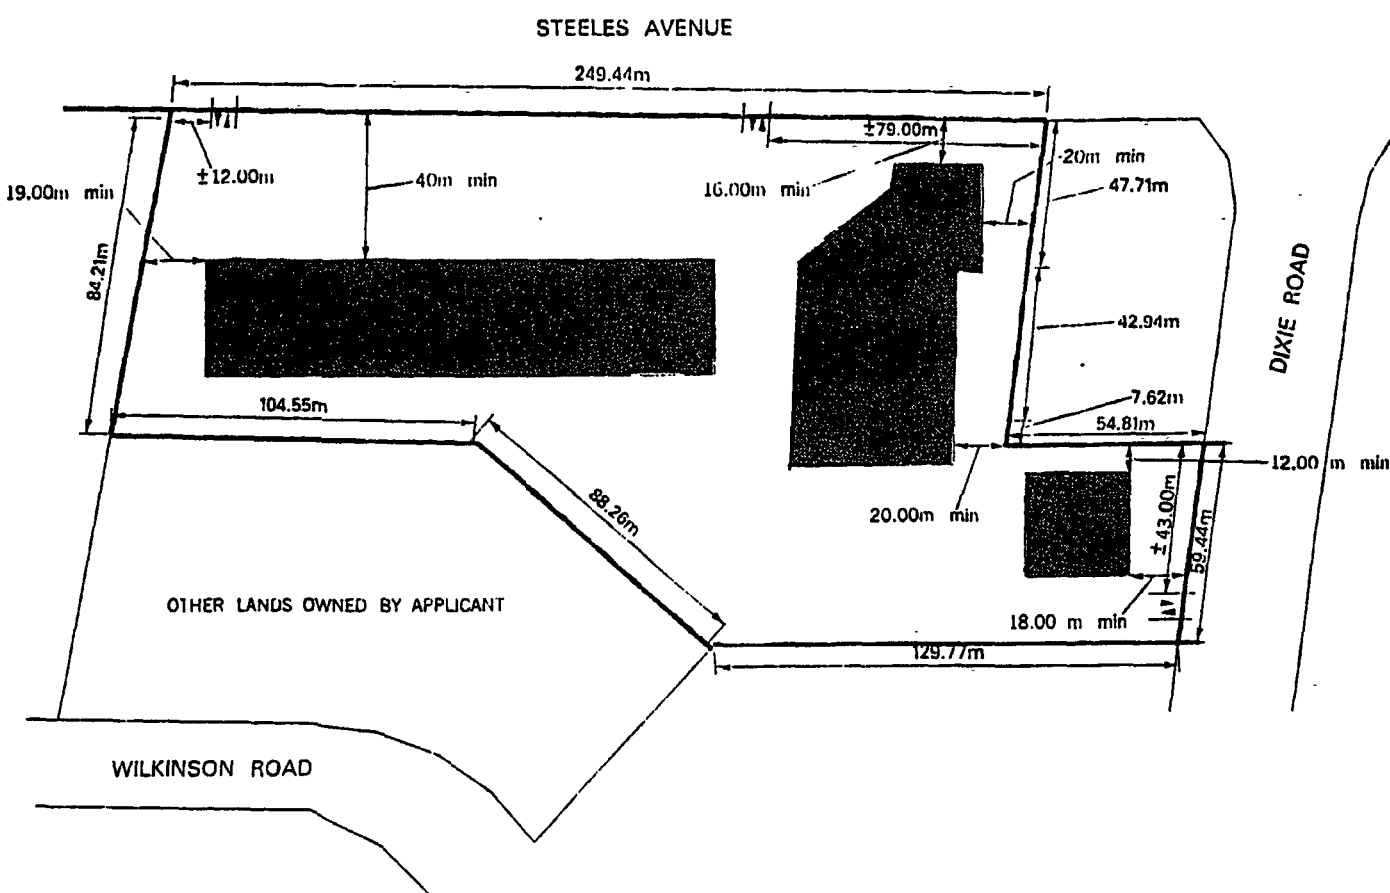 STEELES AVENUE
249.44m
±79.00m
±12.00m
40m min
16.00m min
20m min
47.71m
19.00m min
84.21m
42.94m
DIXIE ROAD
104.55m
7.62m
54.81m
88.26m
20.00m min
12.00 m min
±43.00m
59.44m
OTHER LANDS OWNED BY APPLICANT
18.00 m min
129.77m
WILKINSON ROAD